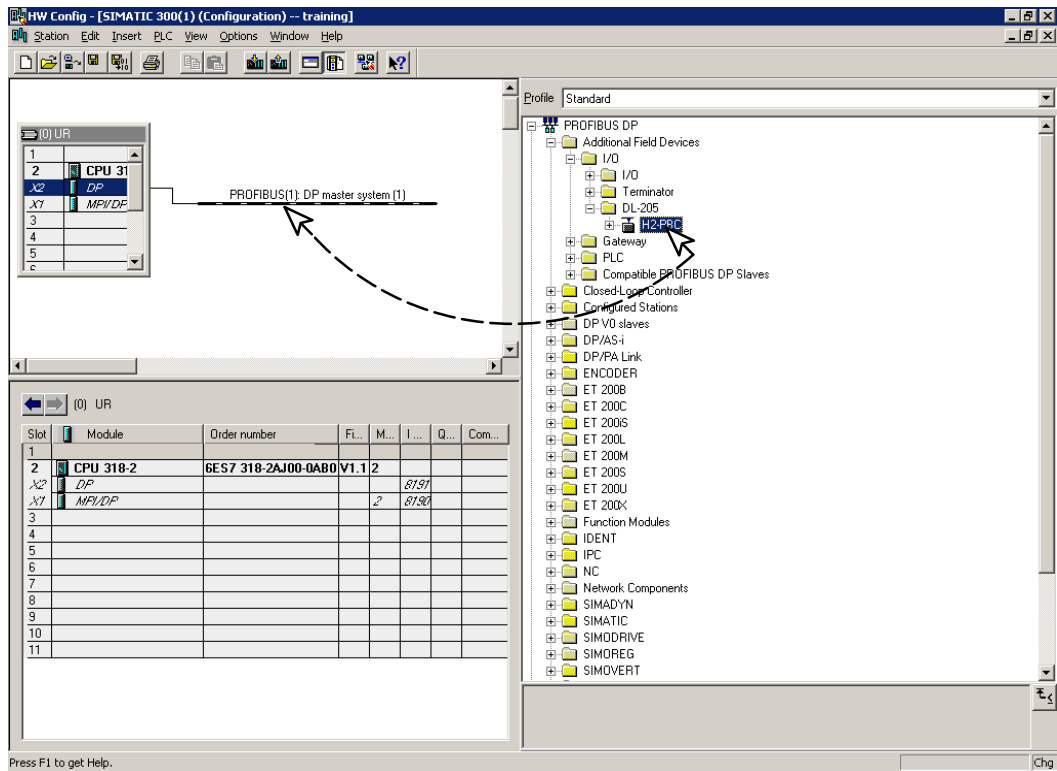 HW Config - [SIMATIC 300(1) (Configuration) -- training]
Station Edit Insert PLC View Options Window Help
(0) UR
1
2 CPU 31
X2 DP
X1 MPI/DP
3
4
5
PROFIBUS(1): DP master system (1)
Profile Standard
PROFIBUS DP
Additional Field Devices
I/O
I/O
Terminator
DL-205
H2-PBC
Gateway
PLC
Compatible PROFIBUS DP Slaves
Closed-Loop Controller
Configured Stations
DP V0 slaves
DP/AS-i
DP/PA Link
ENCODER
ET 200B
ET 200C
ET 200iS
ET 200L
ET 200M
ET 200S
ET 200U
ET 200X
Function Modules
IDENT
IPC
NC
Network Components
SIMADYN
SIMATIC
SIMODRIVE
SIMOREG
SIMOVERT
(0) UR
Slot Module Order number Fi... M... I ... Q... Com...
1
2 CPU 318-2 6ES7 318-2AJ00-0AB0 V1.1 2
X2 DP 8191
X1 MPI/DP 2 8190
3
4
5
6
7
8
9
10
11
Press F1 to get Help.
Chg